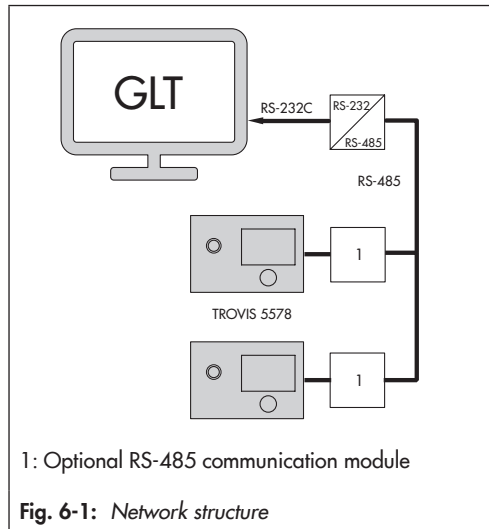 GLT
RS-232C
RS-232
RS-485
RS-485
1
TROVIS 5578
1
1: Optional RS-485 communication module
Fig. 6-1: Network structure